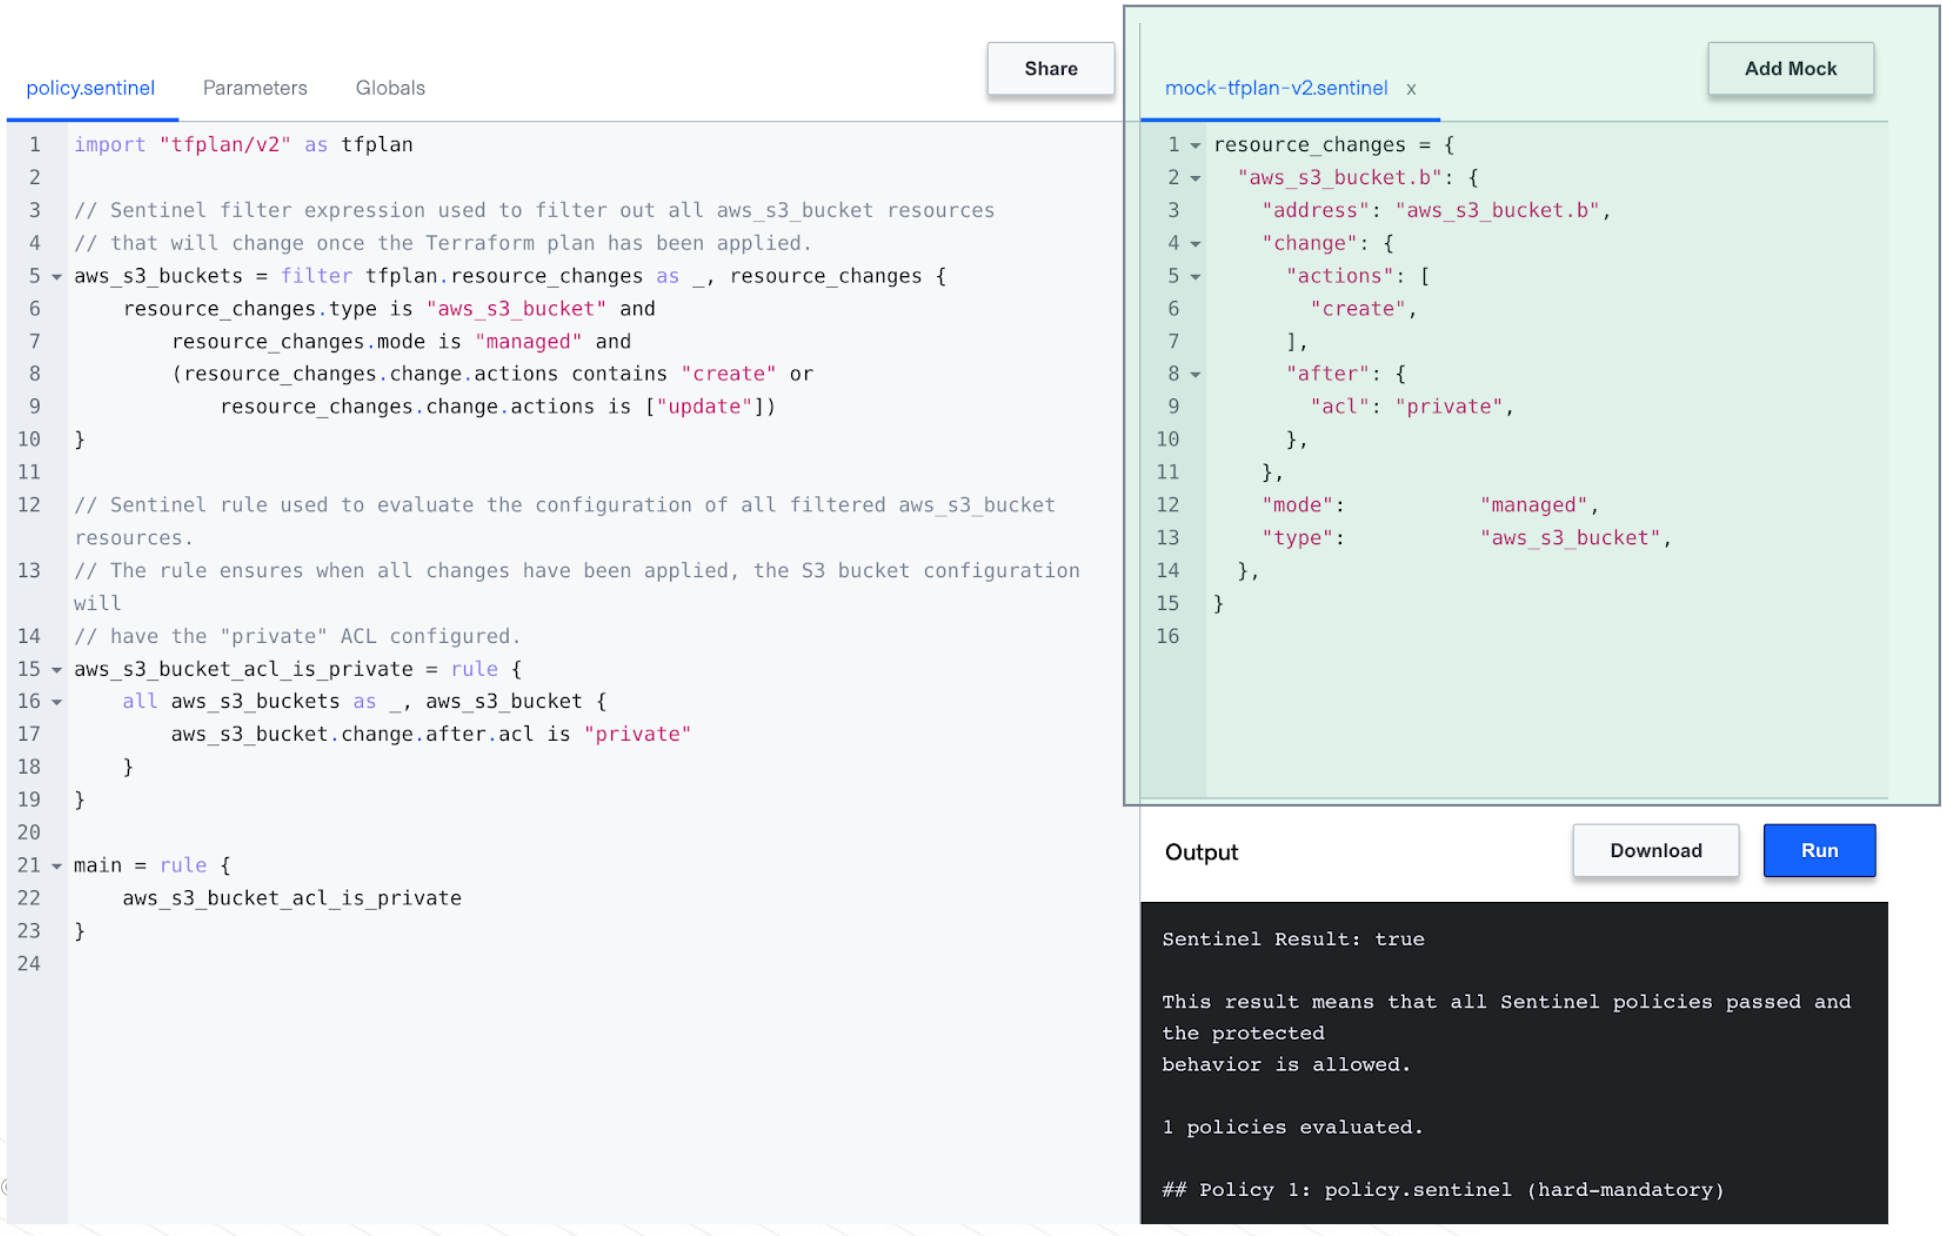 policy.sentinel Parameters Globals Share
1 import "tfplan/v2" as tfplan
2
3 // Sentinel filter expression used to filter out all aws_s3_bucket resources
4 // that will change once the Terraform plan has been applied.
5 aws_s3_buckets = filter tfplan.resource_changes as _, resource_changes {
6     resource_changes.type is "aws_s3_bucket" and
7         resource_changes.mode is "managed" and
8         (resource_changes.change.actions contains "create" or
9             resource_changes.change.actions is ["update"])
10 }
11
12 // Sentinel rule used to evaluate the configuration of all filtered aws_s3_bucket
resources.
13 // The rule ensures when all changes have been applied, the S3 bucket configuration
will
14 // have the "private" ACL configured.
15 aws_s3_bucket_acl_is_private = rule {
16     all aws_s3_buckets as _, aws_s3_bucket {
17         aws_s3_bucket.change.after.acl is "private"
18     }
19 }
20
21 main = rule {
22     aws_s3_bucket_acl_is_private
23 }
24
mock-tfplan-v2.sentinel x Add Mock
1 resource_changes = {
2   "aws_s3_bucket.b": {
3     "address": "aws_s3_bucket.b",
4     "change": {
5       "actions": [
6         "create",
7       ],
8       "after": {
9         "acl": "private",
10       },
11     },
12     "mode":           "managed",
13     "type":           "aws_s3_bucket",
14   },
15 }
16
Output Download Run
Sentinel Result: true
This result means that all Sentinel policies passed and
the protected
behavior is allowed.
1 policies evaluated.
## Policy 1: policy.sentinel (hard-mandatory)